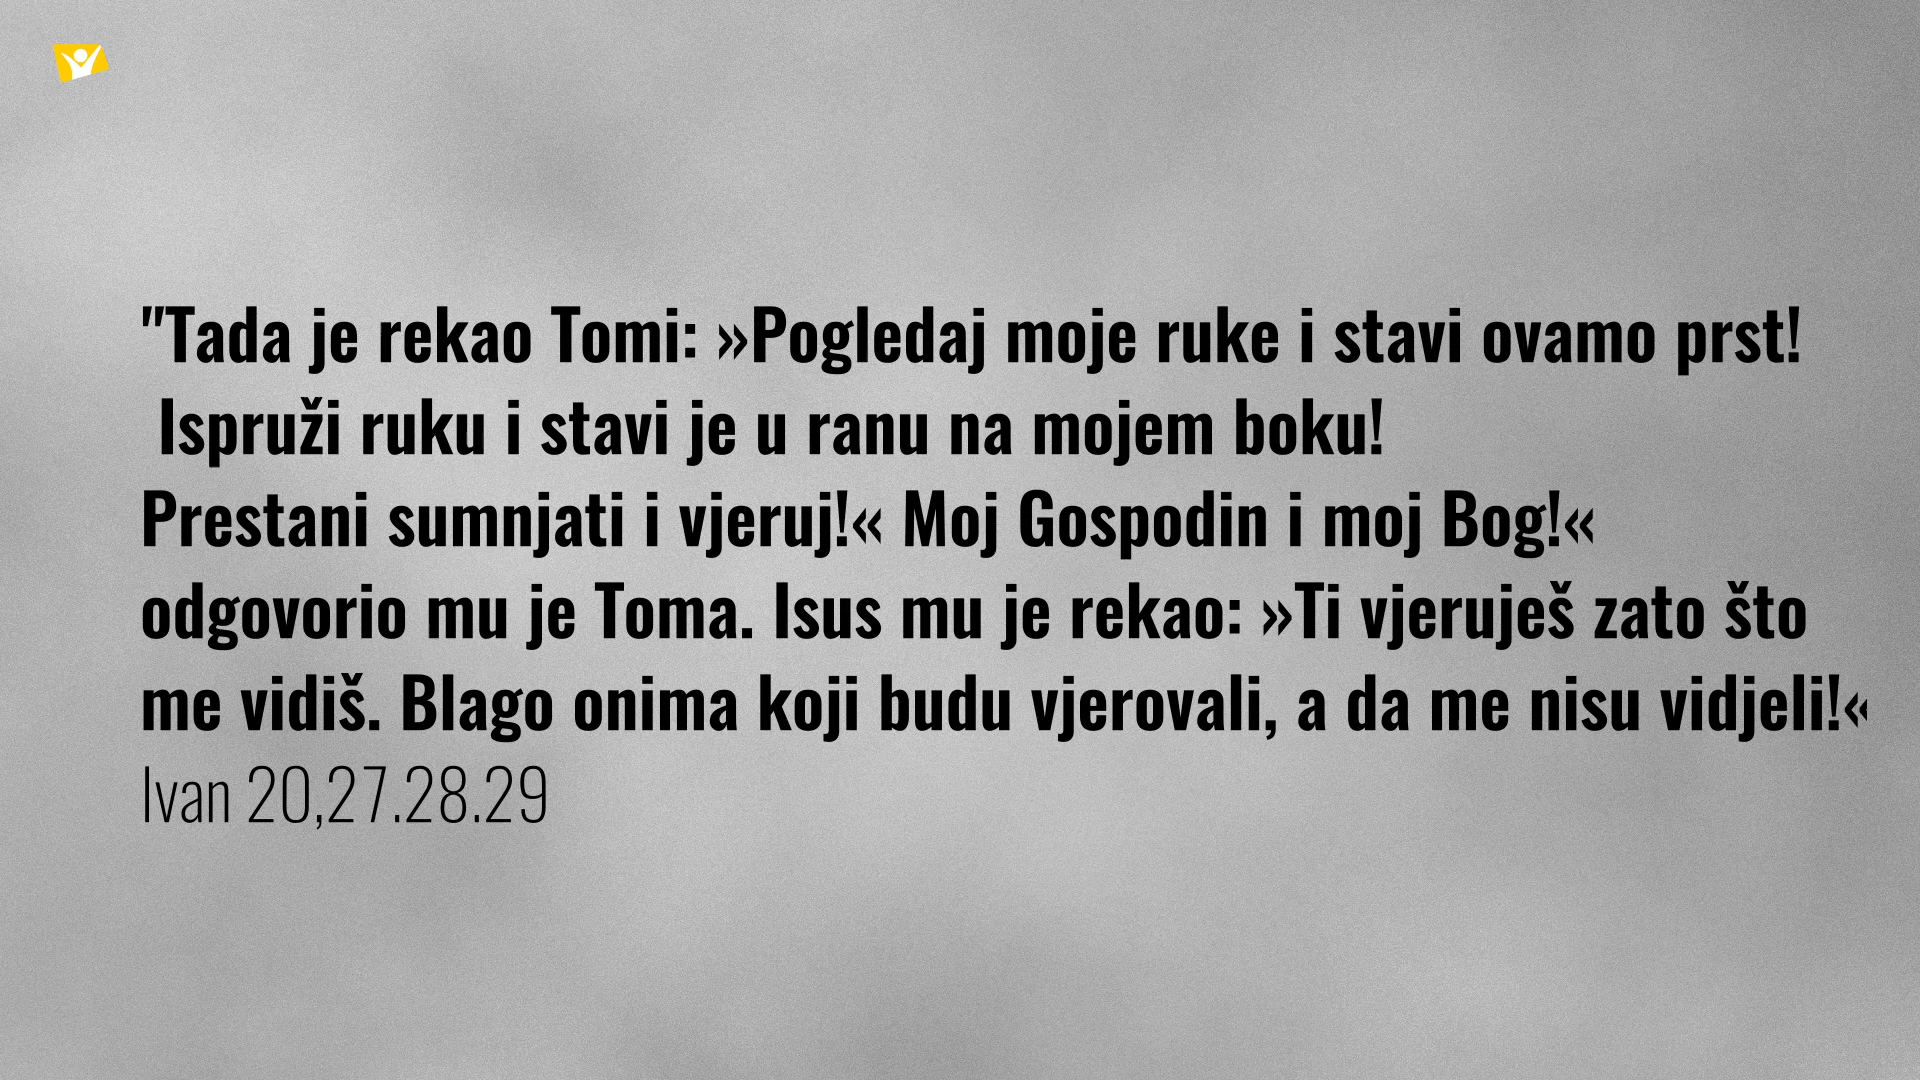 "Tada je rekao Tomi: »Pogledaj moje ruke i stavi ovamo prst!
Ispruži ruku i stavi je u ranu na mojem boku!
Prestani sumnjati i vjeruj!« Moj Gospodin i moj Bog!«
odgovorio mu je Toma. Isus mu je rekao: »Ti vjeruješ zato što
me vidiš. Blago onima koji budu vjerovali, a da me nisu vidjeli!«
Ivan 20,27.28.29